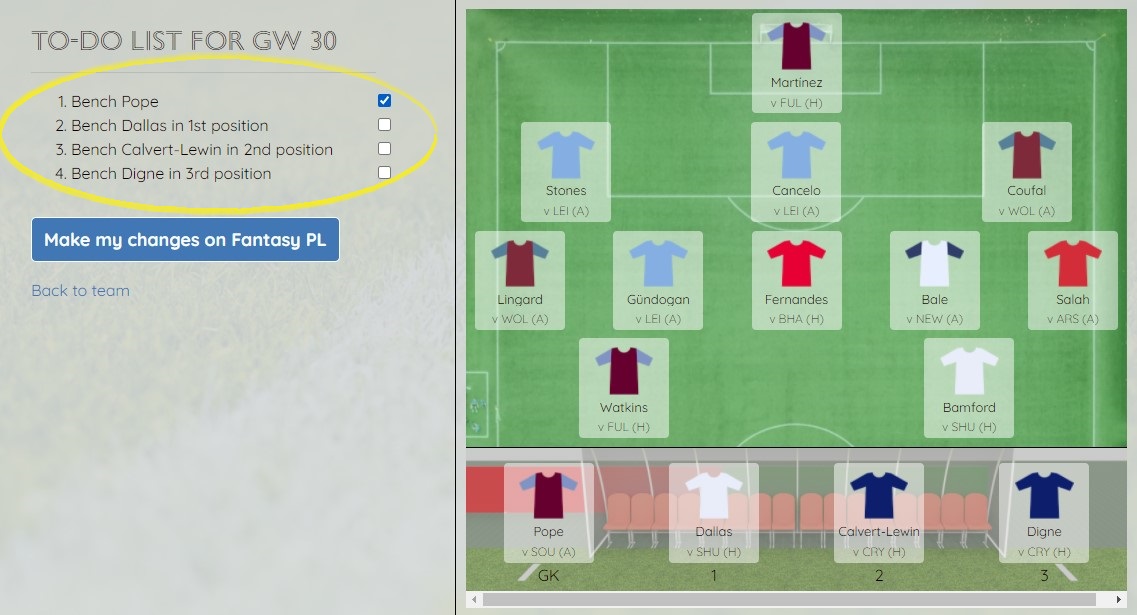 TO-DO LIST FOR GW 30
1. Bench Pope
2. Bench Dallas in 1st position
3. Bench Calvert-Lewin in 2nd position
4. Bench Digne in 3rd position
Make my changes on Fantasy PL
Back to team
Martínez
v FUL (H)
Stones
v LEI (A)
Cancelo
v LEI (A)
Coufal
v WOL (A)
Lingard
v WOL (A)
Gündogan
v LEI (A)
Fernandes
v BHA (H)
Bale
v NEW (A)
Salah
v ARS (A)
Watkins
v FUL (H)
Bamford
v SHU (H)
Pope
v SOU (A)
GK
Dallas
v SHU (H)
1
Calvert-Lewin
v CRY (H)
2
Digne
v CRY (H)
3